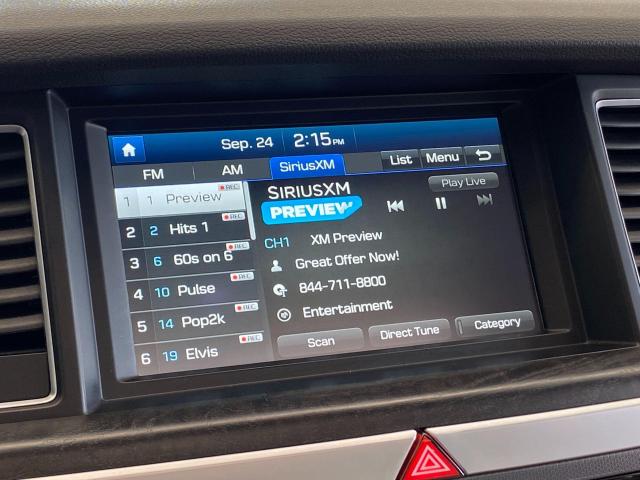 Sep. 24 2:15 PM
FM AM SiriusXM List Menu
1 1 Preview REC
2 2 Hits 1 REC
3 6 60s on 6 REC
4 10 Pulse REC
5 14 Pop2k REC
6 19 Elvis REC
SIRIUSXM Play Live
PREVIEW
CH1 XM Preview
Great Offer Now!
844-711-8800
Entertainment
Scan Direct Tune Category